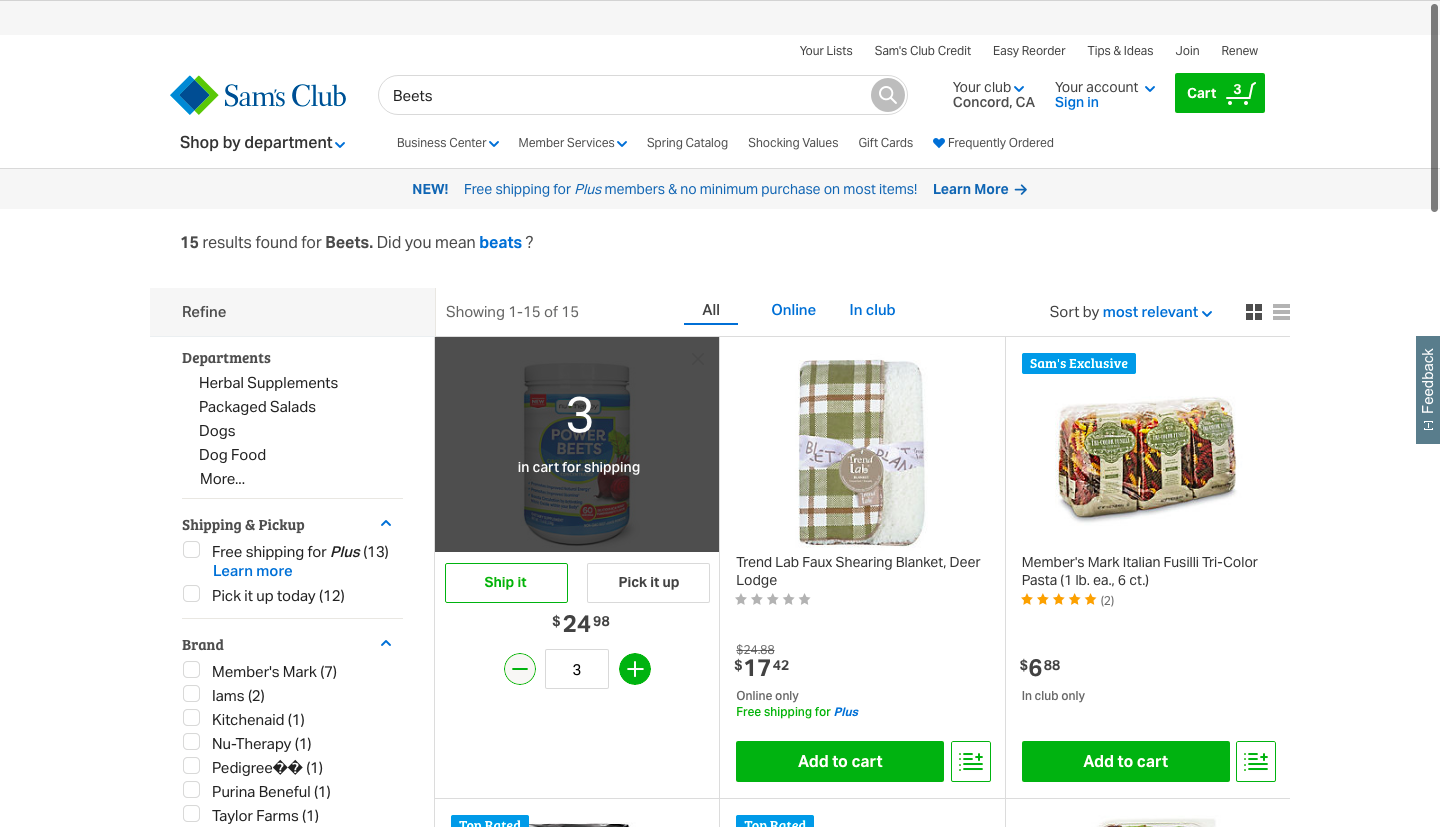 Your Lists Sam's Club Credit Easy Reorder Tips & Ideas Join Renew
Sam's Club
Beets
Your club
Concord, CA
Your account
Sign in
Cart 3
Shop by department
Business Center Member Services Spring Catalog Shocking Values Gift Cards Frequently Ordered
NEW! Free shipping for Plus members & no minimum purchase on most items! Learn More →
15 results found for Beets. Did you mean beats ?
Refine
Showing 1-15 of 15
All Online In club
Sort by most relevant
Departments
Herbal Supplements
Packaged Salads
Dogs
Dog Food
More...
Shipping & Pickup
Free shipping for Plus (13)
Learn more
Pick it up today (12)
Brand
Member's Mark (7)
Iams (2)
Kitchenaid (1)
Nu-Therapy (1)
Pedigree�� (1)
Purina Beneful (1)
Taylor Farms (1)
POWER
BEETS
60
3
in cart for shipping
Ship it Pick it up
$24 98
3
Trend
Lab
Trend Lab Faux Shearing Blanket, Deer
Lodge
$24.88
$17 42
Online only
Free shipping for Plus
Add to cart
Sam's Exclusive
TRI-COLOR FUSILLI
Member's Mark Italian Fusilli Tri-Color
Pasta (1 lb. ea., 6 ct.)
(2)
$6 88
In club only
Add to cart
Top Rated
Top Rated
[-] Feedback